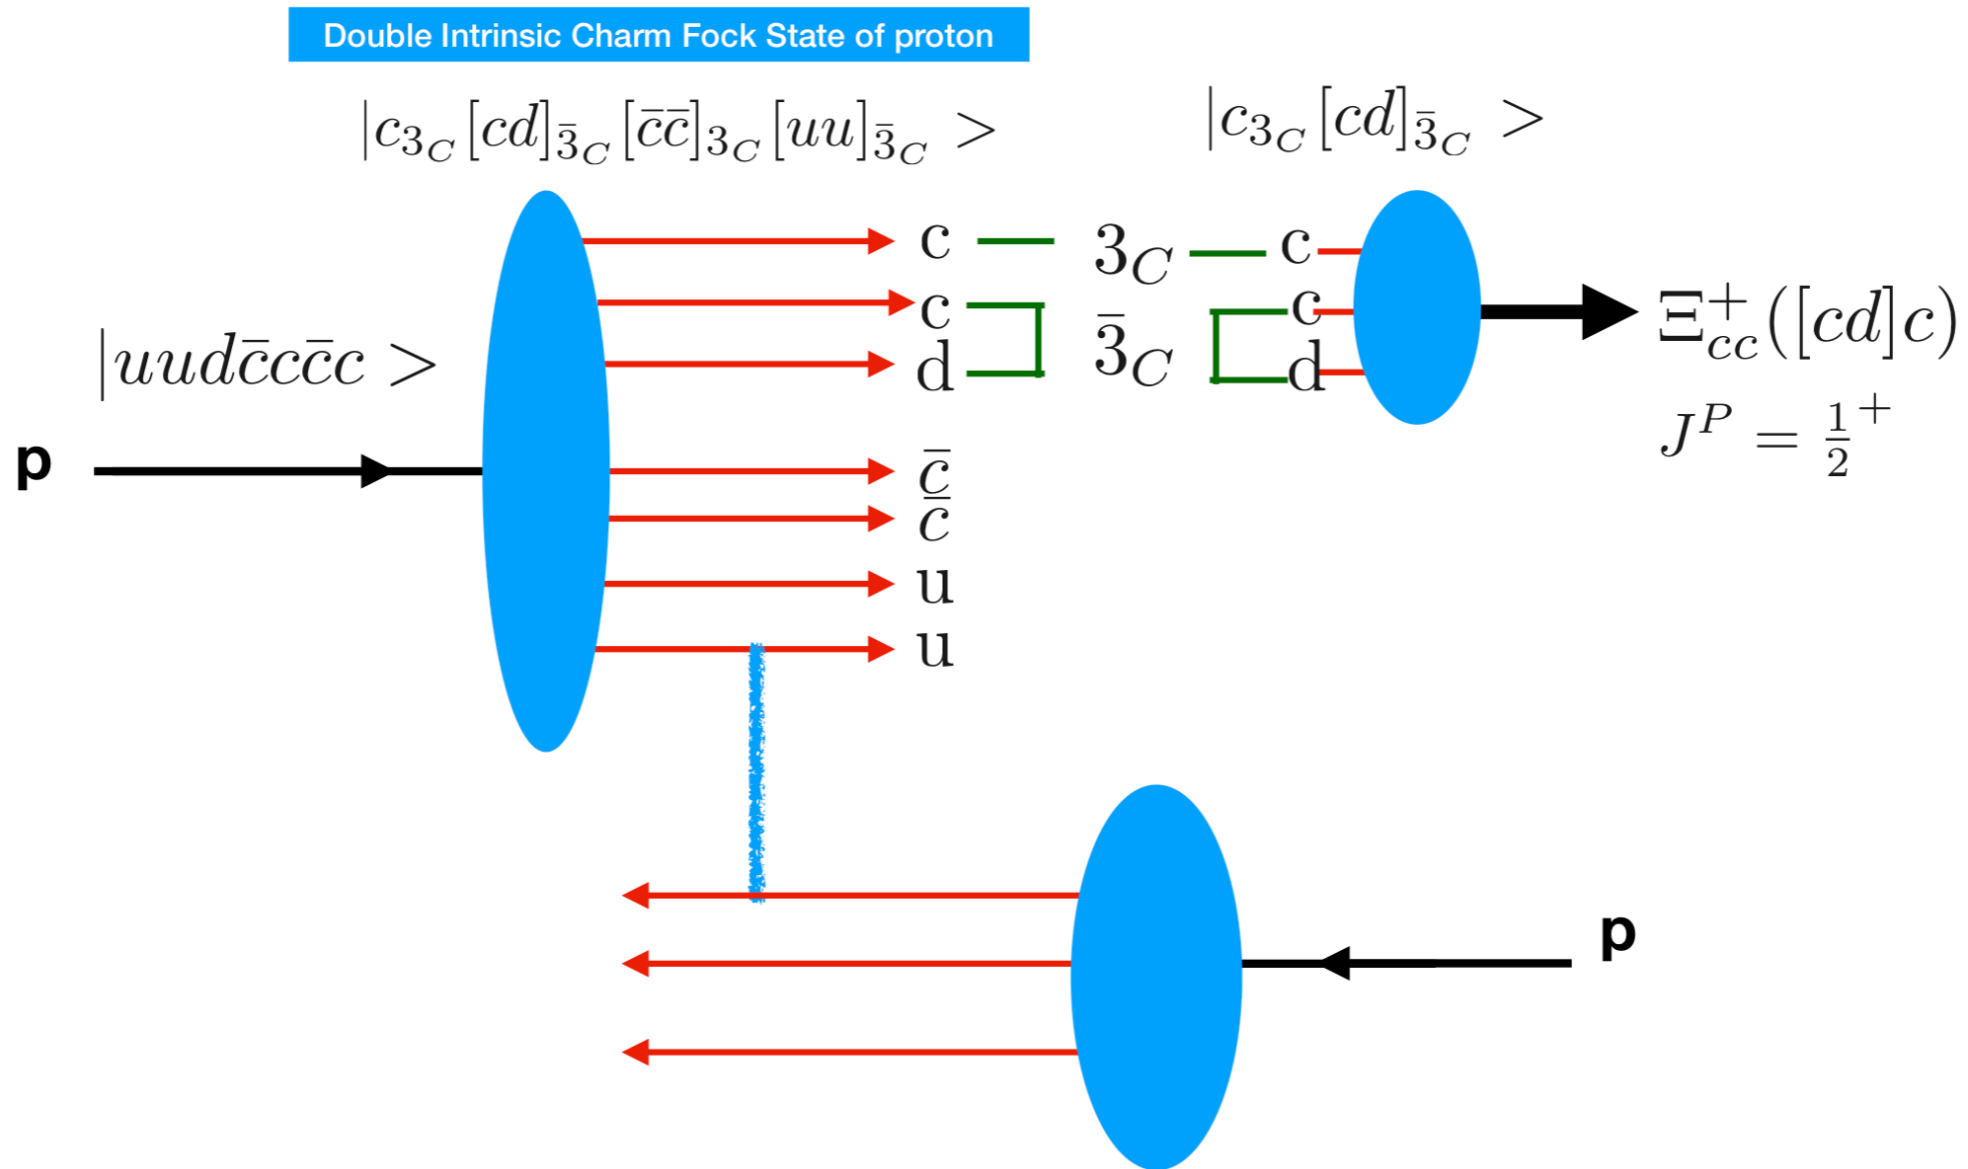 Double Intrinsic Charm Fock State of proton
|c_{3_C}[cd]_{\bar{3}_C}[\bar{c}\bar{c}]_{3_C}[uu]_{\bar{3}_C} >
|c_{3_C}[cd]_{\bar{3}_C} >
c 3_C c
c
d \bar{3}_C c
d
Ξ_{cc}^{+}([cd]c)
J^P = \frac{1}{2}^{+}
|uud\bar{c}c\bar{c}c >
p
\bar{c}
\bar{c}
u
u
p